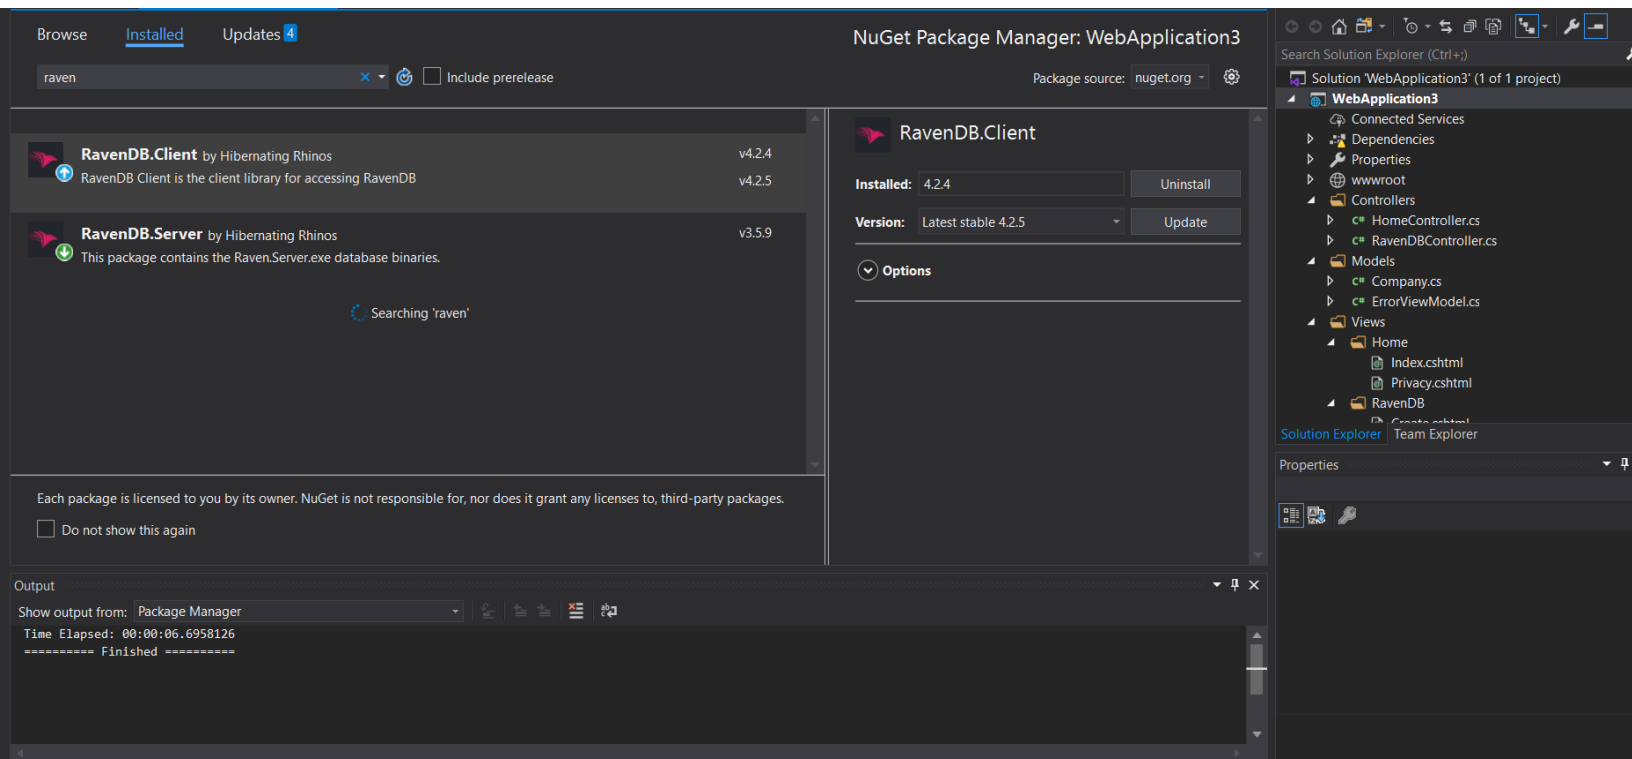 Browse Installed Updates 4
NuGet Package Manager: WebApplication3
raven
Include prerelease
Package source: nuget.org
RavenDB.Client by Hibernating Rhinos
v4.2.4
RavenDB Client is the client library for accessing RavenDB
v4.2.5
RavenDB.Server by Hibernating Rhinos
v3.5.9
This package contains the Raven.Server.exe database binaries.
Searching 'raven'
Each package is licensed to you by its owner. NuGet is not responsible for, nor does it grant any licenses to, third-party packages.
Do not show this again
RavenDB.Client
Installed: 4.2.4 Uninstall
Version: Latest stable 4.2.5 Update
Options
Output
Show output from: Package Manager
Time Elapsed: 00:00:06.6958126
========== Finished ==========
Search Solution Explorer (Ctrl+;)
Solution 'WebApplication3' (1 of 1 project)
WebApplication3
Connected Services
Dependencies
Properties
wwwroot
Controllers
C# HomeController.cs
C# RavenDBController.cs
Models
C# Company.cs
C# ErrorViewModel.cs
Views
Home
Index.cshtml
Privacy.cshtml
RavenDB
Create.cshtml
Solution Explorer Team Explorer
Properties